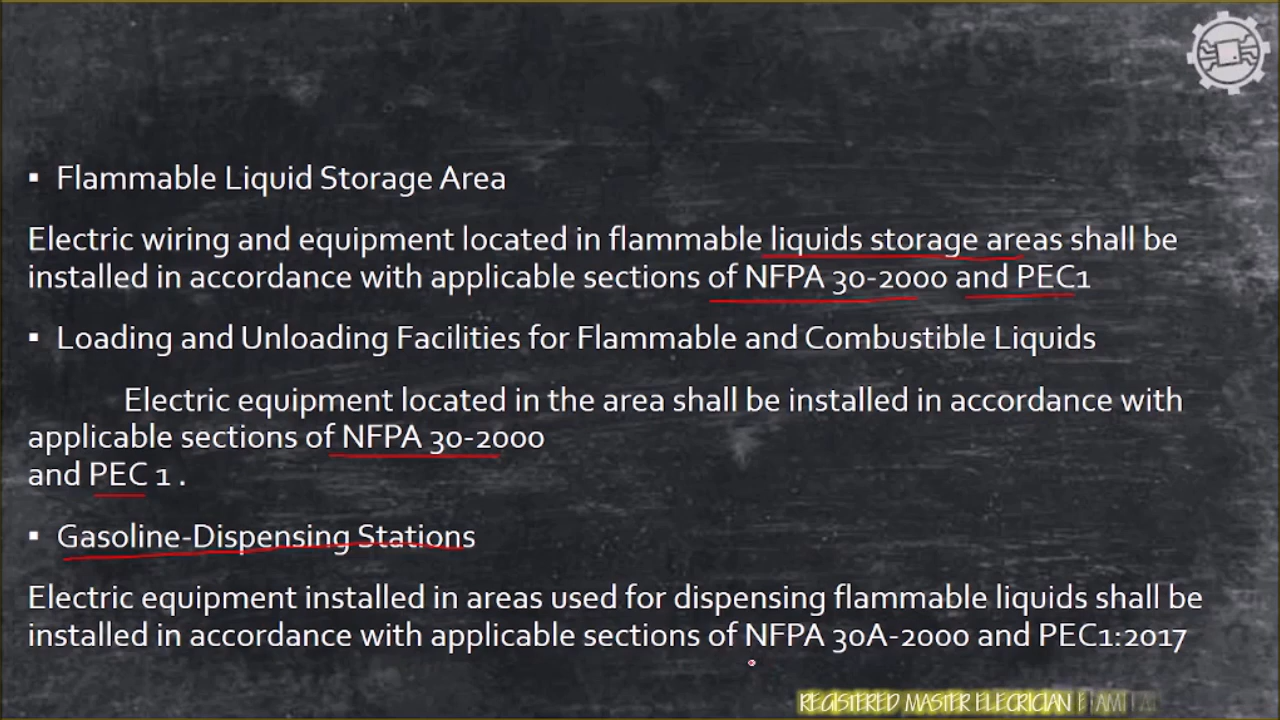 ▪ Flammable Liquid Storage Area
Electric wiring and equipment located in flammable liquids storage areas shall be
installed in accordance with applicable sections of NFPA 30-2000 and PEC1
▪ Loading and Unloading Facilities for Flammable and Combustible Liquids
Electric equipment located in the area shall be installed in accordance with
applicable sections of NFPA 30-2000
and PEC 1 .
▪ Gasoline-Dispensing Stations
Electric equipment installed in areas used for dispensing flammable liquids shall be
installed in accordance with applicable sections of NFPA 30A-2000 and PEC1:2017
REGISTERED MASTER ELECRICIAN